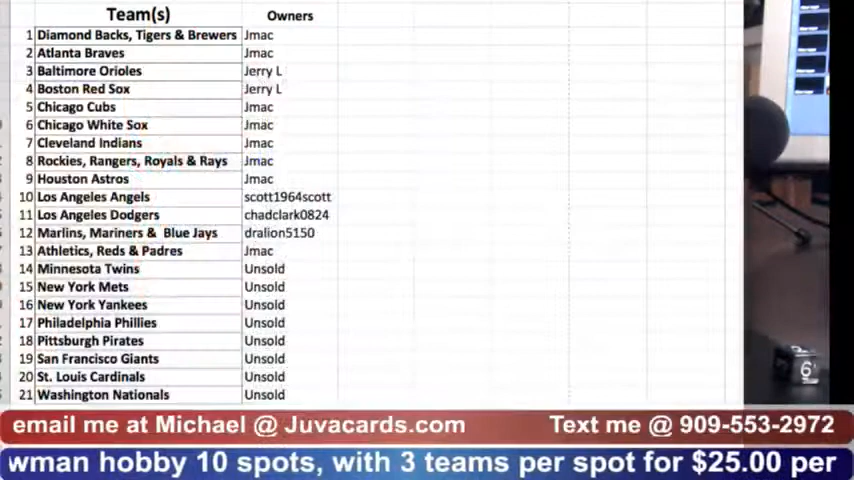 Team(s) Owners
1 Diamond Backs, Tigers & Brewers Jmac
2 Atlanta Braves Jmac
3 Baltimore Orioles Jerry L
4 Boston Red Sox Jerry L
5 Chicago Cubs Jmac
6 Chicago White Sox Jmac
7 Cleveland Indians Jmac
8 Rockies, Rangers, Royals & Rays Jmac
9 Houston Astros Jmac
10 Los Angeles Angels scott1964scott
11 Los Angeles Dodgers chadclark0824
12 Marlins, Mariners & Blue Jays dralion5150
13 Athletics, Reds & Padres Jmac
14 Minnesota Twins Unsold
15 New York Mets Unsold
16 New York Yankees Unsold
17 Philadelphia Phillies Unsold
18 Pittsburgh Pirates Unsold
19 San Francisco Giants Unsold
20 St. Louis Cardinals Unsold
21 Washington Nationals Unsold
6
email me at Michael @ Juvacards.com Text me @ 909-553-2972
wman hobby 10 spots, with 3 teams per spot for $25.00 per